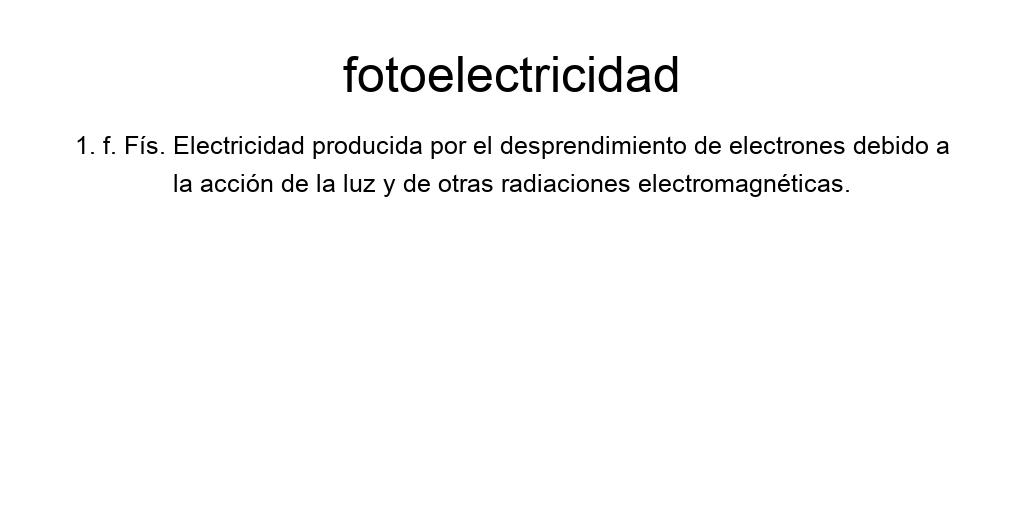 fotoelectricidad
1. f. Fís. Electricidad producida por el desprendimiento de electrones debido a
la acción de la luz y de otras radiaciones electromagnéticas.